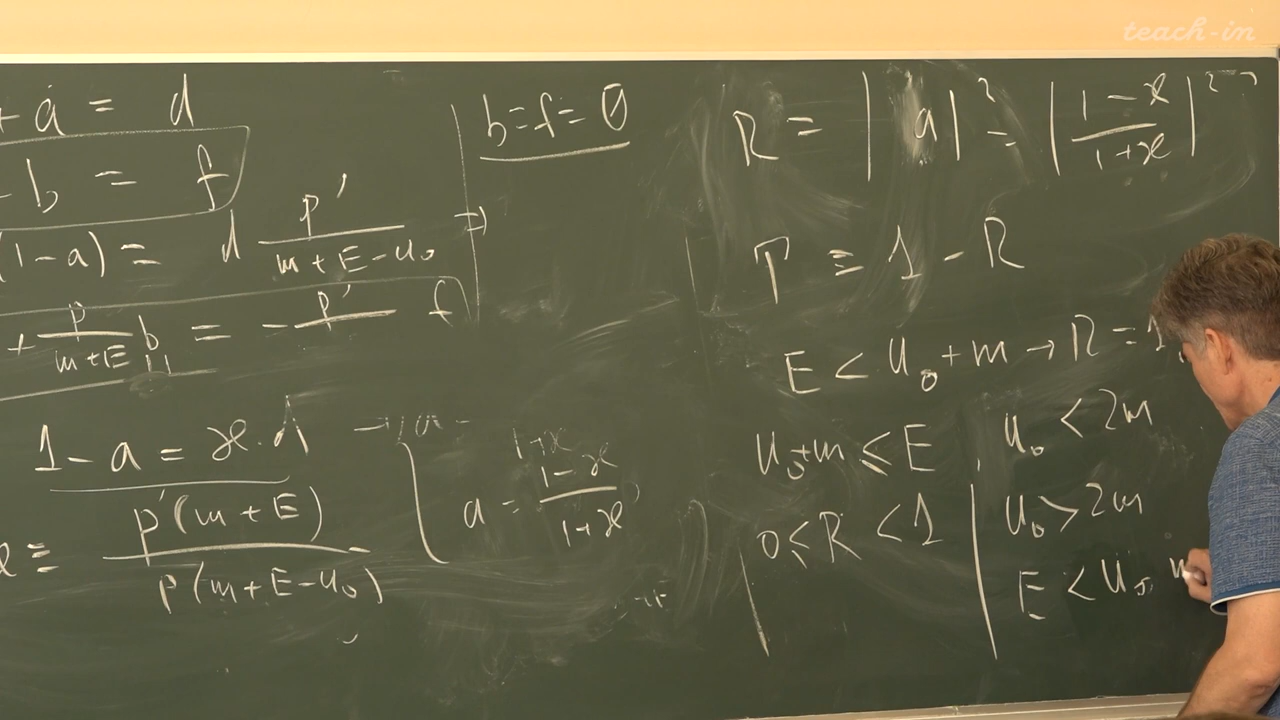 teach-in
+ a = d
- b = f
(1-a) = d p'/(m+E-u₀) ⇒
+ p/(m+E) b = - p'/ f
1 - a = ϰ · d
ϰ ≡ p'(m+E)/(p(m+E-u₀))
b = f = 0
a = (1-ϰ)/(1+ϰ)
R = |a|² = |(1-ϰ)/(1+ϰ)|²
T ≡ 1 - R
E < u₀ + m → R = 1
u₀+m ≤ E
0 ≤ R < 1
u₀ < 2m
u₀ > 2m
E < u₀